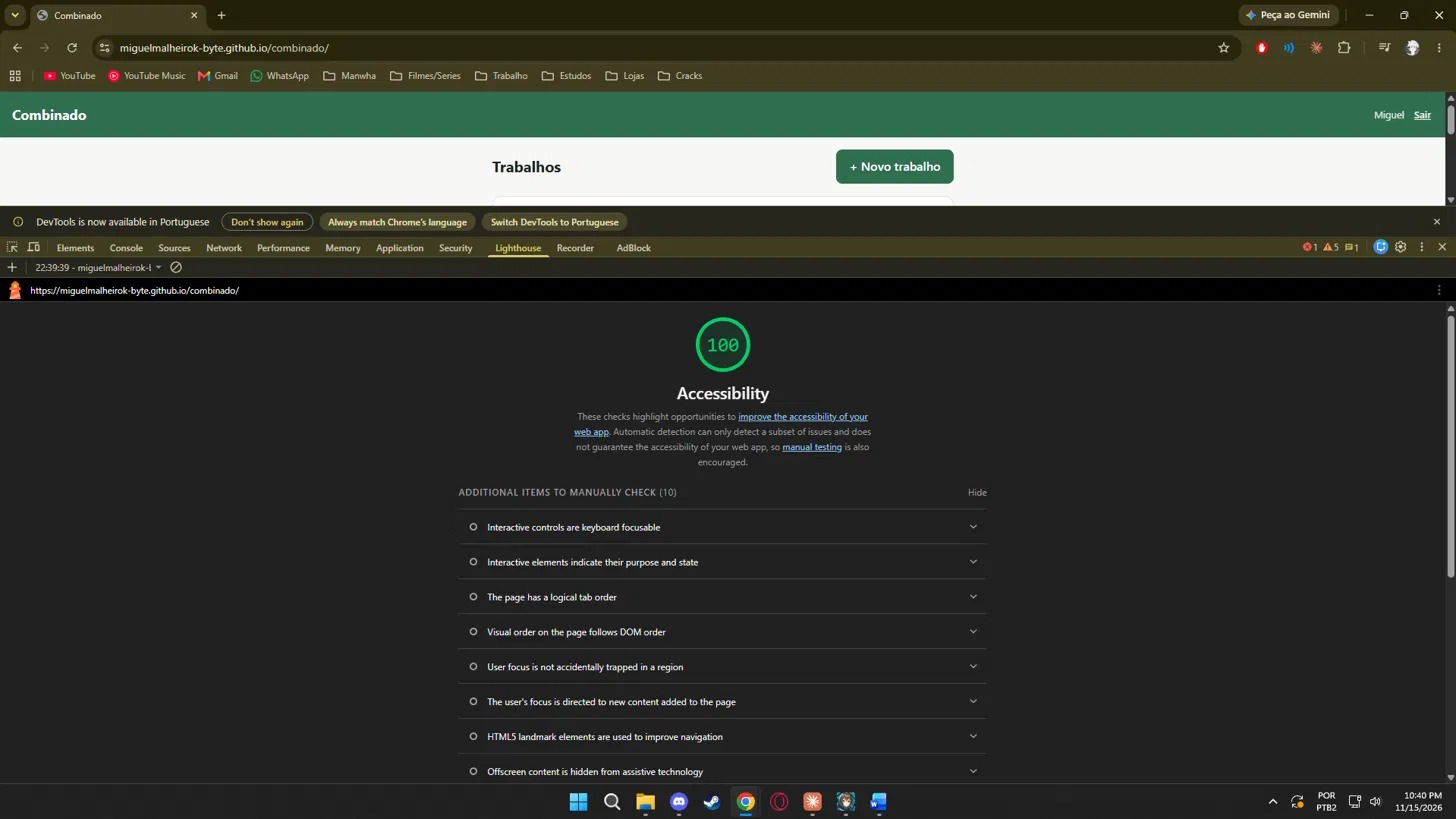 Combinado
Peça ao Gemini
miguelmalheirok-byte.github.io/combinado/
YouTube YouTube Music Gmail WhatsApp Manwha Filmes/Series Trabalho Estudos Lojas Cracks
Combinado
Miguel Sair
Trabalhos
+ Novo trabalho
DevTools is now available in Portuguese Don't show again Always match Chrome's language Switch DevTools to Portuguese
Elements Console Sources Network Performance Memory Application Security Lighthouse Recorder AdBlock 1 5 1
22:39:39 - miguelmalheirok-b
https://miguelmalheirok-byte.github.io/combinado/
100
Accessibility
These checks highlight opportunities to improve the accessibility of your
web app. Automatic detection can only detect a subset of issues and does
not guarantee the accessibility of your web app, so manual testing is also
encouraged.
ADDITIONAL ITEMS TO MANUALLY CHECK (10) Hide
Interactive controls are keyboard focusable
Interactive elements indicate their purpose and state
The page has a logical tab order
Visual order on the page follows DOM order
User focus is not accidentally trapped in a region
The user's focus is directed to new content added to the page
HTML5 landmark elements are used to improve navigation
Offscreen content is hidden from assistive technology
POR 10:40 PM
PTB2 11/15/2026